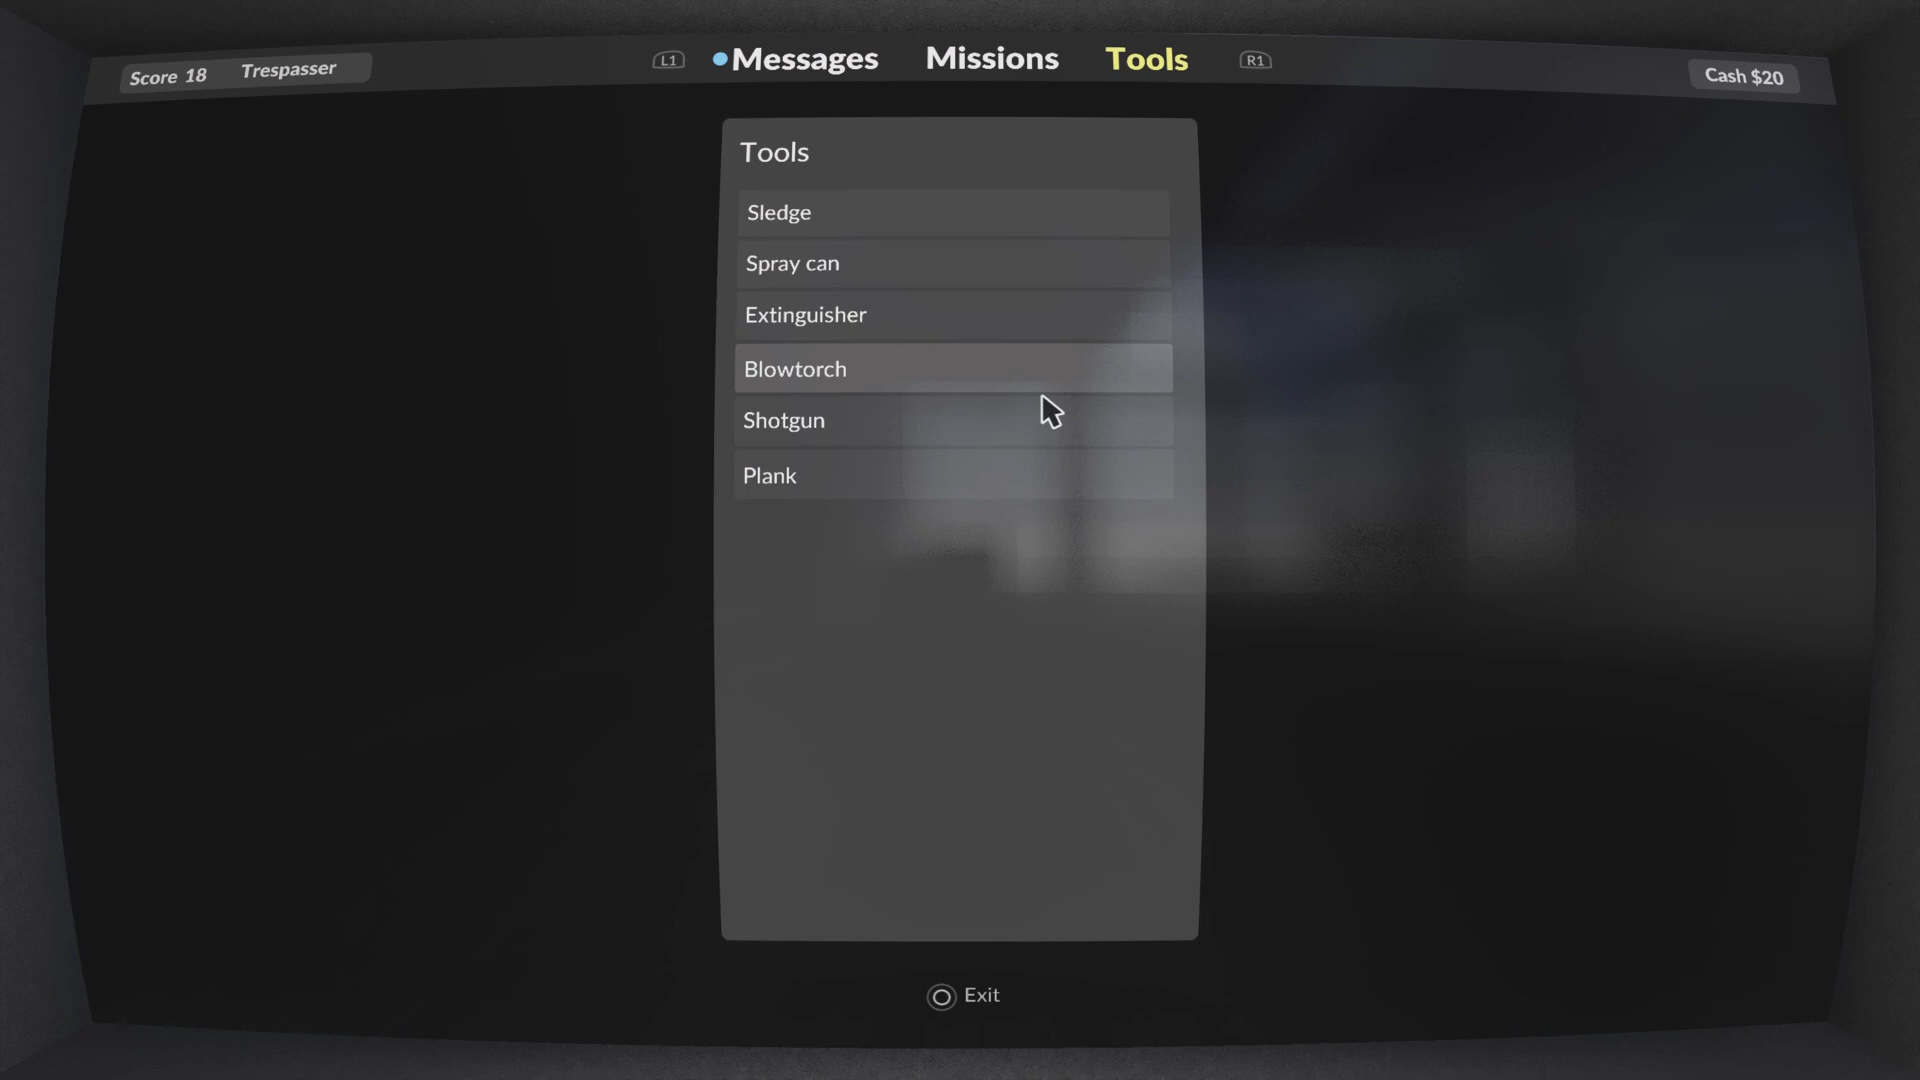 Score 18 Trespasser
L1 Messages Missions Tools R1
Cash $20
Tools
Sledge
Spray can
Extinguisher
Blowtorch
Shotgun
Plank
Exit